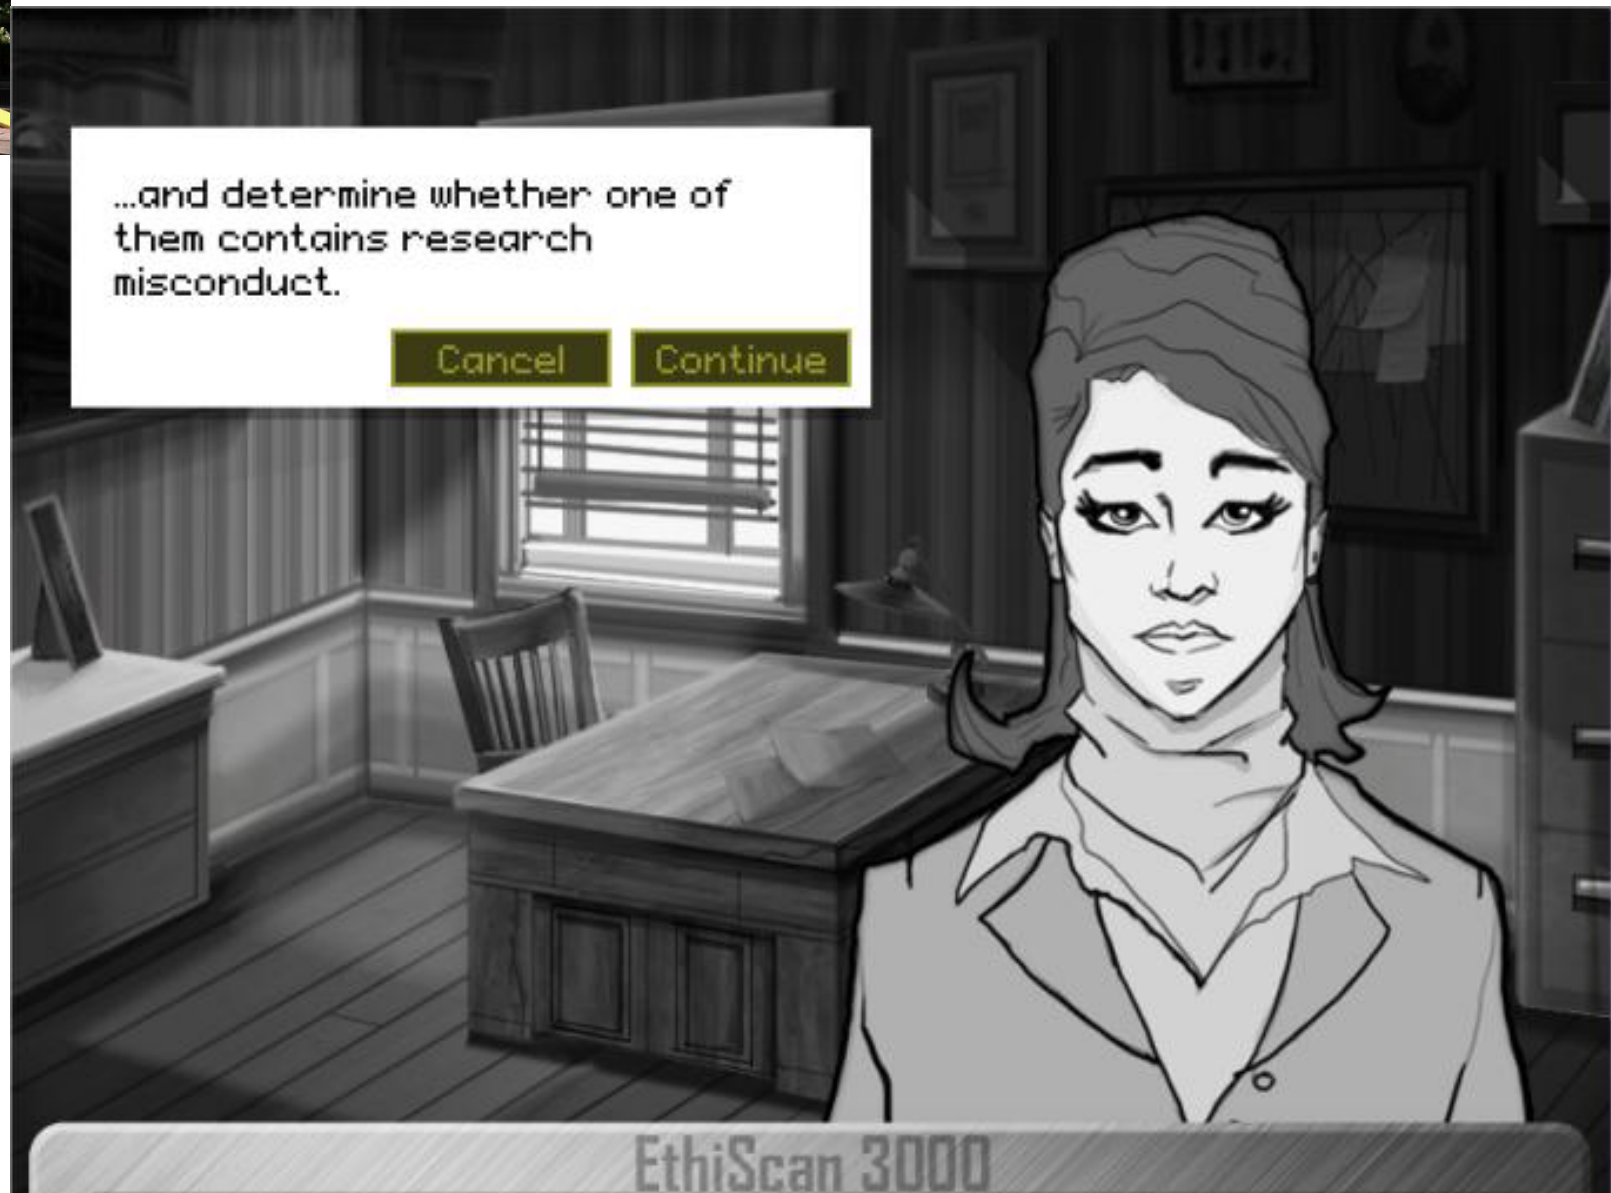 ...and determine whether one of
them contains research
misconduct.
Cancel
Continue
EthiScan 3000